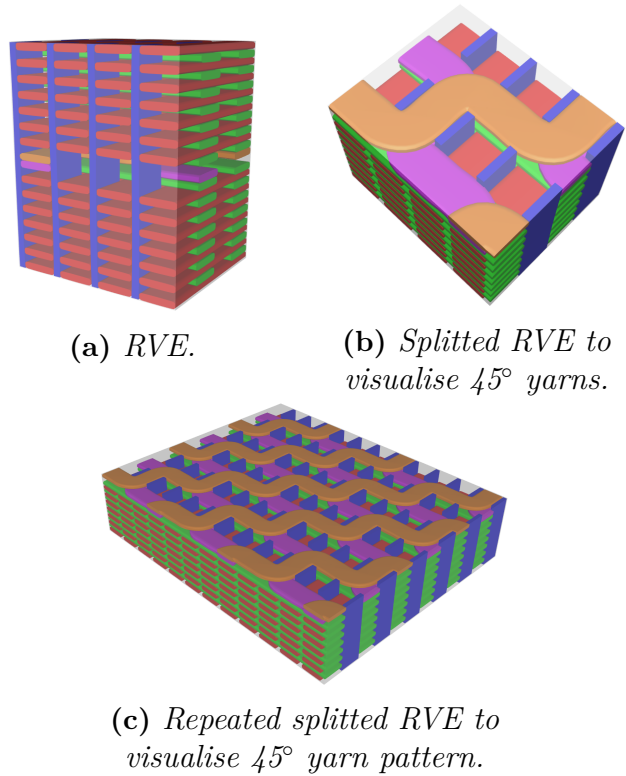 (a) RVE.
(b) Splitted RVE to
visualise 45° yarns.
(c) Repeated splitted RVE to
visualise 45° yarn pattern.